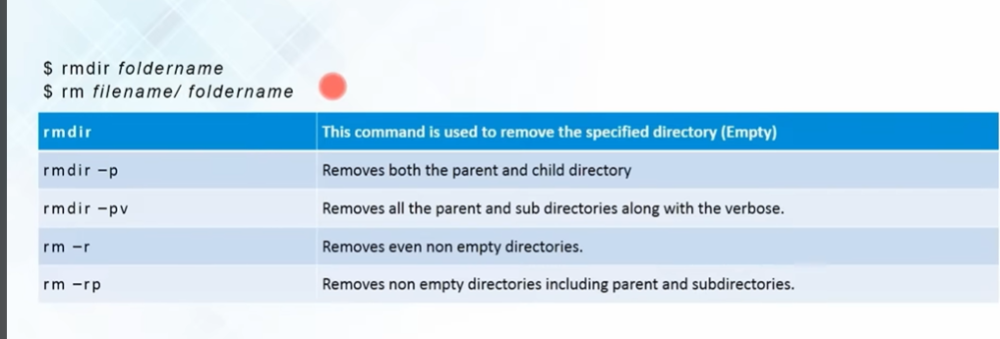 $ rmdir foldername
$ rm filename/ foldername
rmdir This command is used to remove the specified directory (Empty)
rmdir –p Removes both the parent and child directory
rmdir –pv Removes all the parent and sub directories along with the verbose.
rm –r Removes even non empty directories.
rm –rp Removes non empty directories including parent and subdirectories.